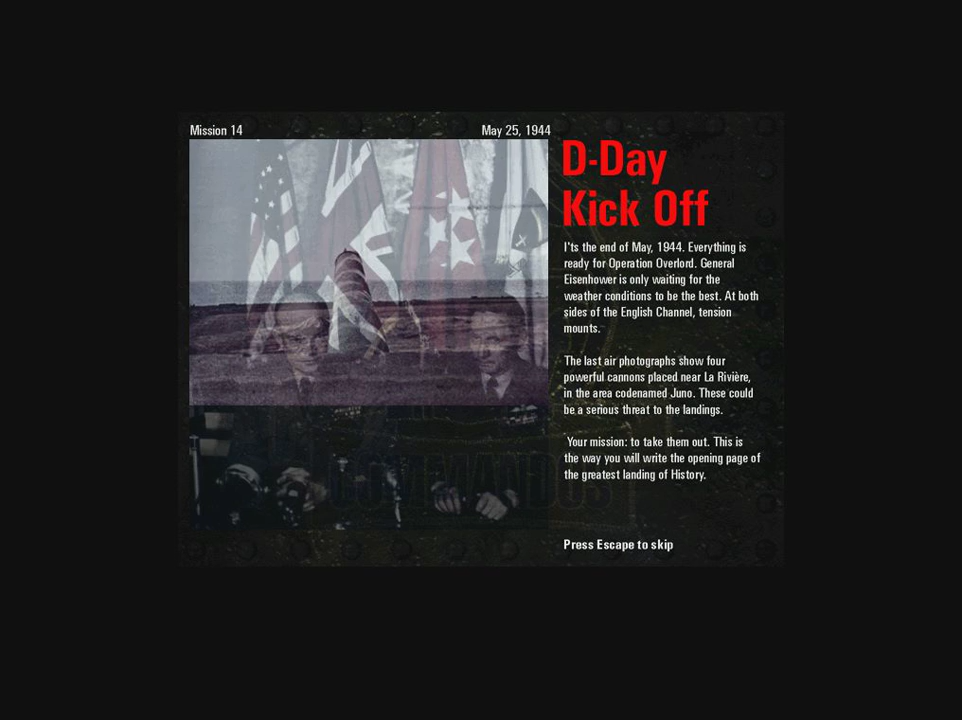 Mission 14
May 25, 1944
D-Day
Kick Off
I'ts the end of May, 1944. Everything is
ready for Operation Overlord. General
Eisenhower is only waiting for the
weather conditions to be the best. At both
sides of the English Channel, tension
mounts.
The last air photographs show four
powerful cannons placed near La Rivière,
in the area codenamed Juno. These could
be a serious threat to the landings.
Your mission: to take them out. This is
the way you will write the opening page of
the greatest landing of History.
COMMANDOS
Press Escape to skip